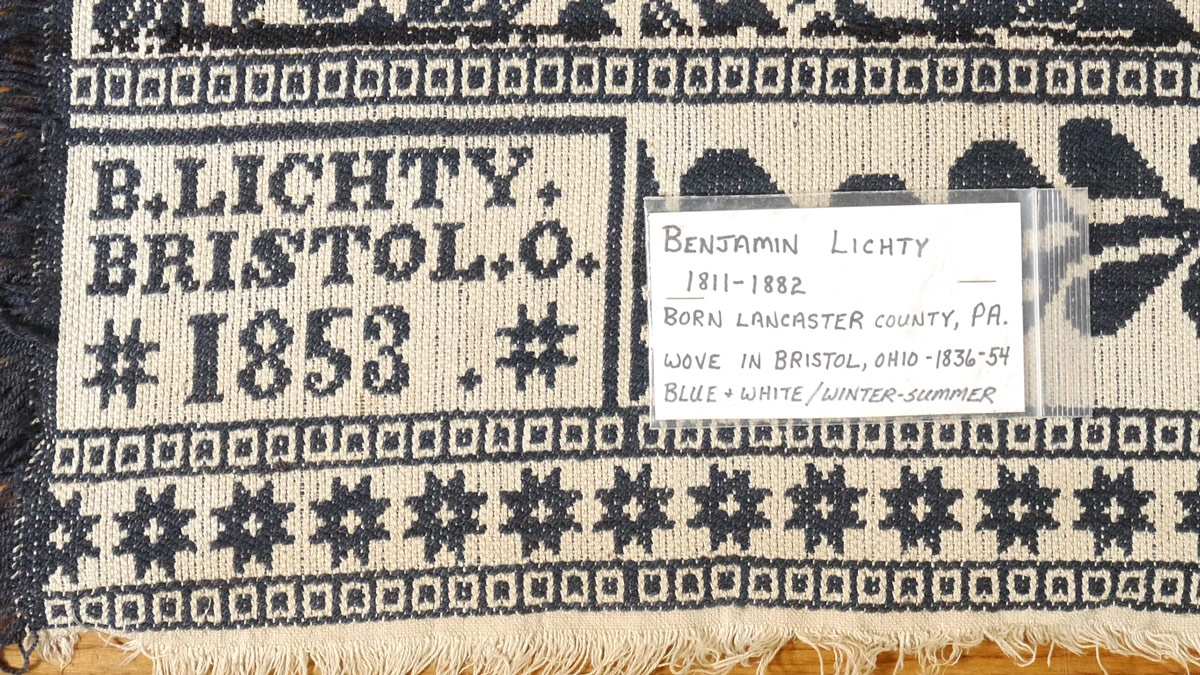 B.LICHTY.
BRISTOL.O.
# 1853. #
BENJAMIN LICHTY
1811-1882
BORN LANCASTER COUNTY, PA.
WOVE IN BRISTOL, OHIO -1836-54
BLUE + WHITE/WINTER-SUMMER